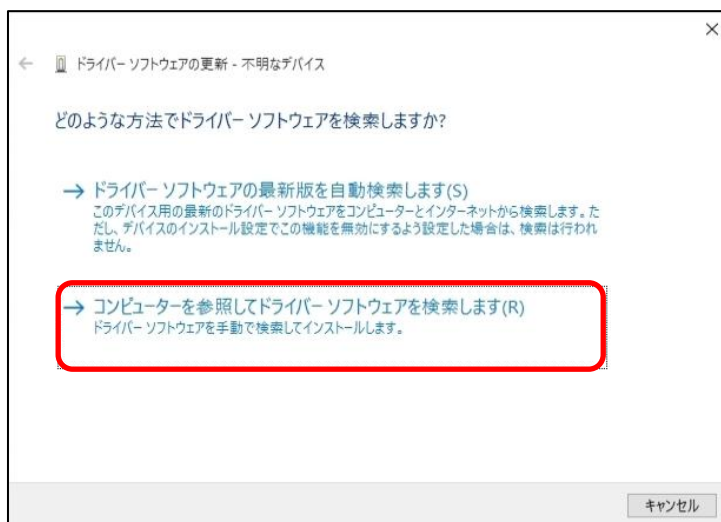 ドライバー ソフトウェアの更新 - 不明なデバイス
どのような方法でドライバー ソフトウェアを検索しますか?
→ ドライバー ソフトウェアの最新版を自動検索します(S)
このデバイス用の最新のドライバー ソフトウェアをコンピューターとインターネットから検索します。た
だし、デバイスのインストール設定でこの機能を無効にするよう設定した場合は、検索は行われ
ません。
→ コンピューターを参照してドライバー ソフトウェアを検索します(R)
ドライバー ソフトウェアを手動で検索してインストールします。
キャンセル